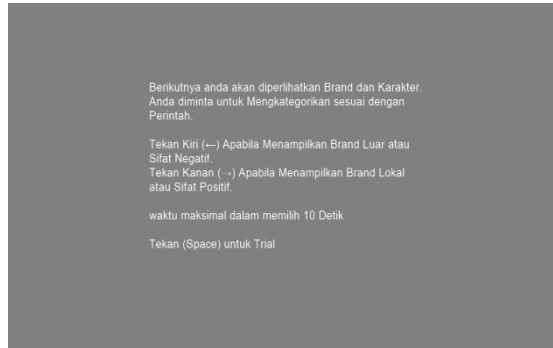 Berikutnya anda akan diperlihatkan Brand dan Karakter.
Anda diminta untuk Mengkategorikan sesuai dengan
Perintah.
Tekan Kiri (←) Apabila Menampilkan Brand Luar atau
Sifat Negatif.
Tekan Kanan (→) Apabila Menampilkan Brand Lokal
atau Sifat Positif.
waktu maksimal dalam memilih 10 Detik
Tekan (Space) untuk Trial